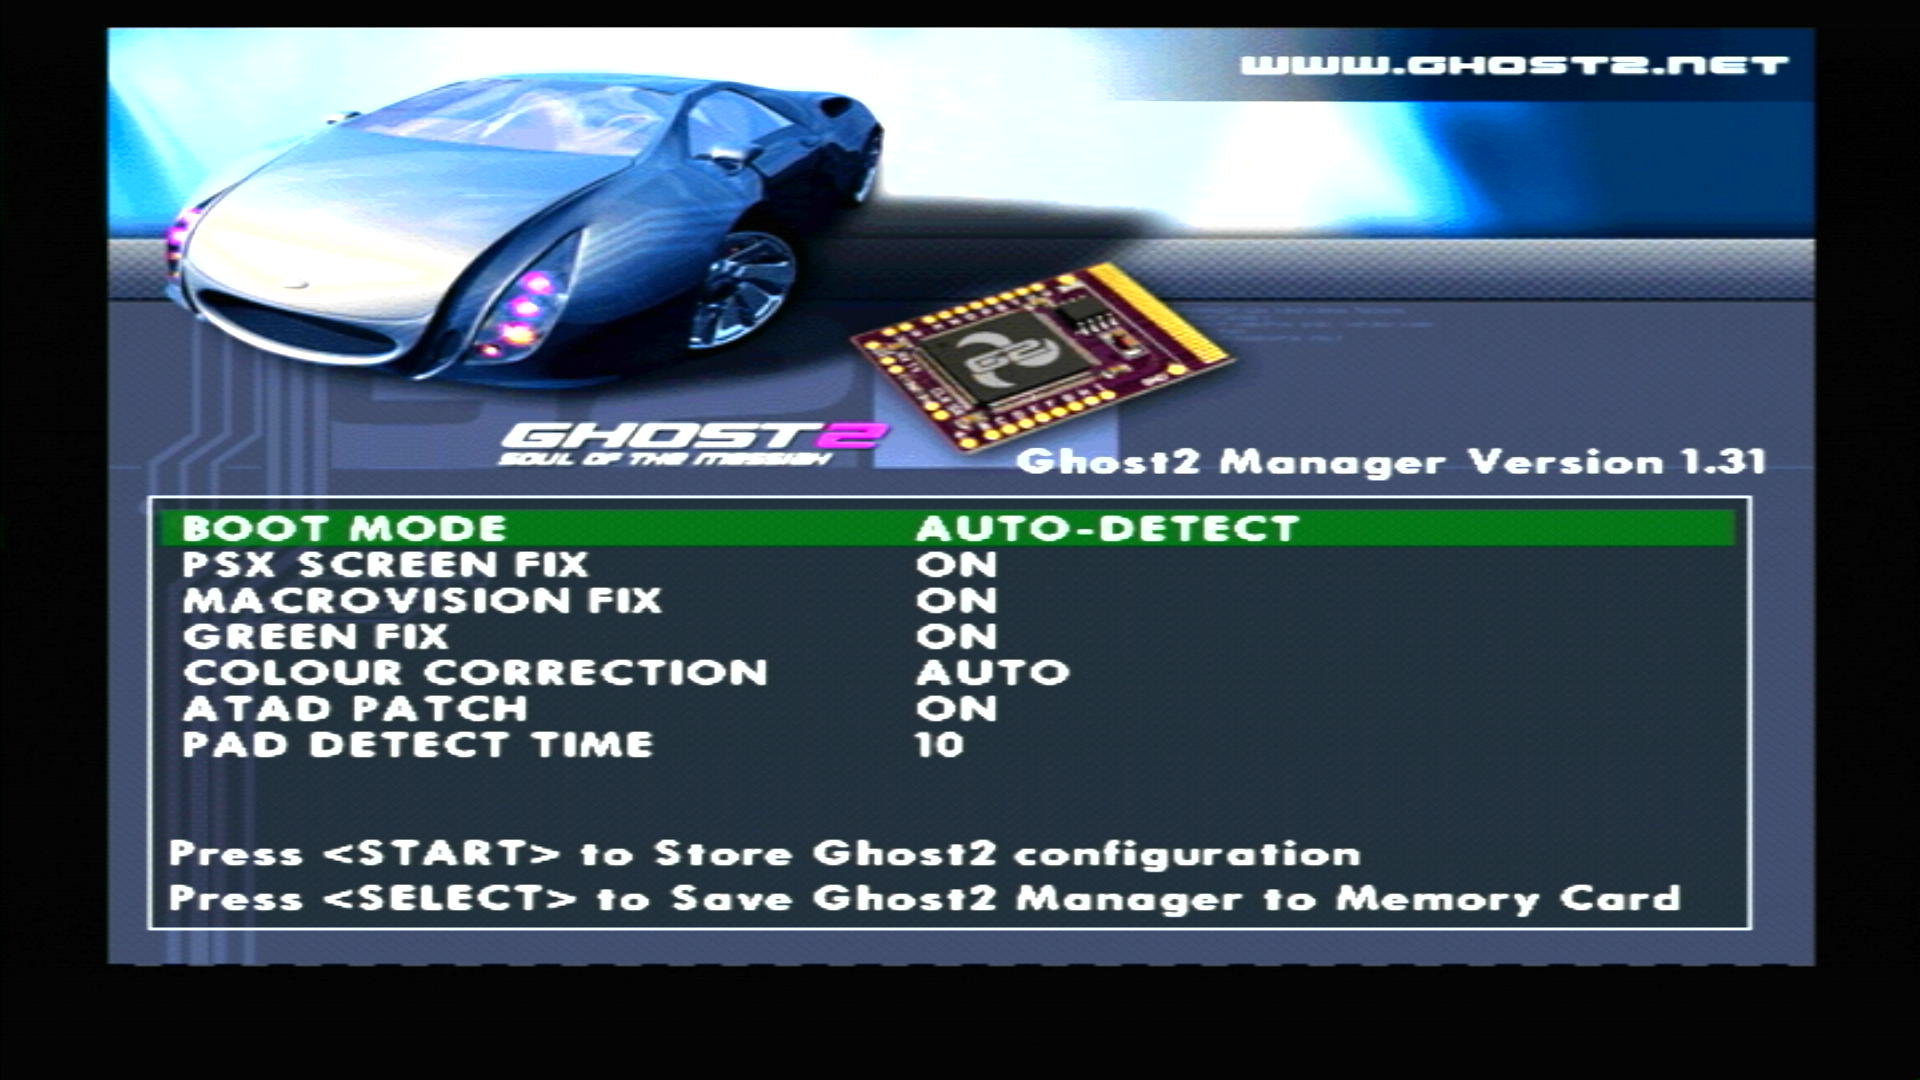 WWW.GHOST2.NET
G2
GHOST2
SOUL OF THE MESSIAH
Ghost2 Manager Version 1.31
BOOT MODE AUTO-DETECT
PSX SCREEN FIX ON
MACROVISION FIX ON
GREEN FIX ON
COLOUR CORRECTION AUTO
ATAD PATCH ON
PAD DETECT TIME 10
Press <START> to Store Ghost2 configuration
Press <SELECT> to Save Ghost2 Manager to Memory Card